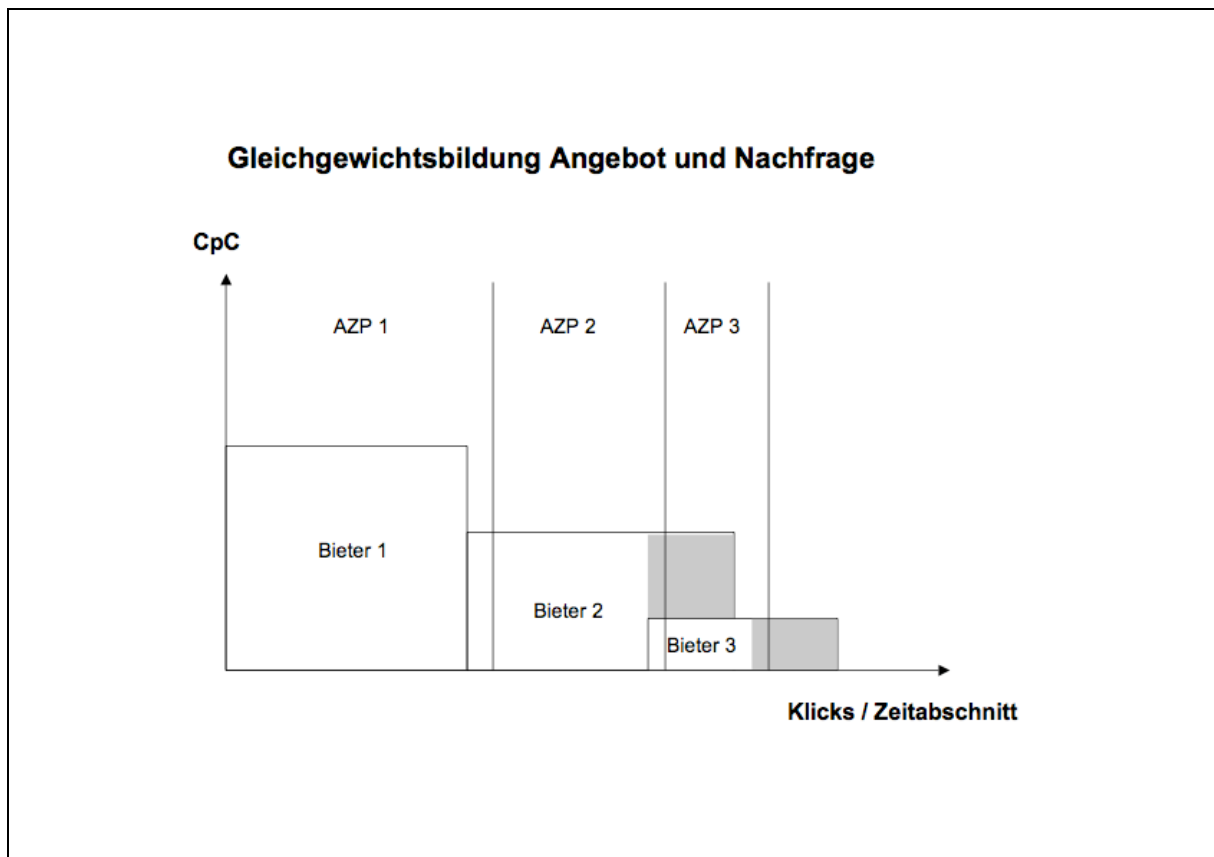 Gleichgewichtsbildung Angebot und Nachfrage
CpC
AZP 1
AZP 2
AZP 3
Bieter 1
Bieter 2
Bieter 3
Klicks / Zeitabschnitt